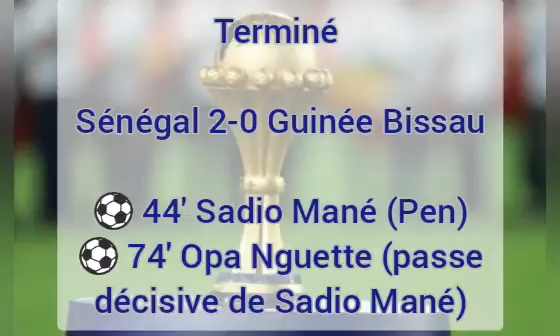 Terminé
Sénégal 2-0 Guinée Bissau
⚽ 44' Sadio Mané (Pen)
⚽ 74' Opa Nguette (passe
décisive de Sadio Mané)